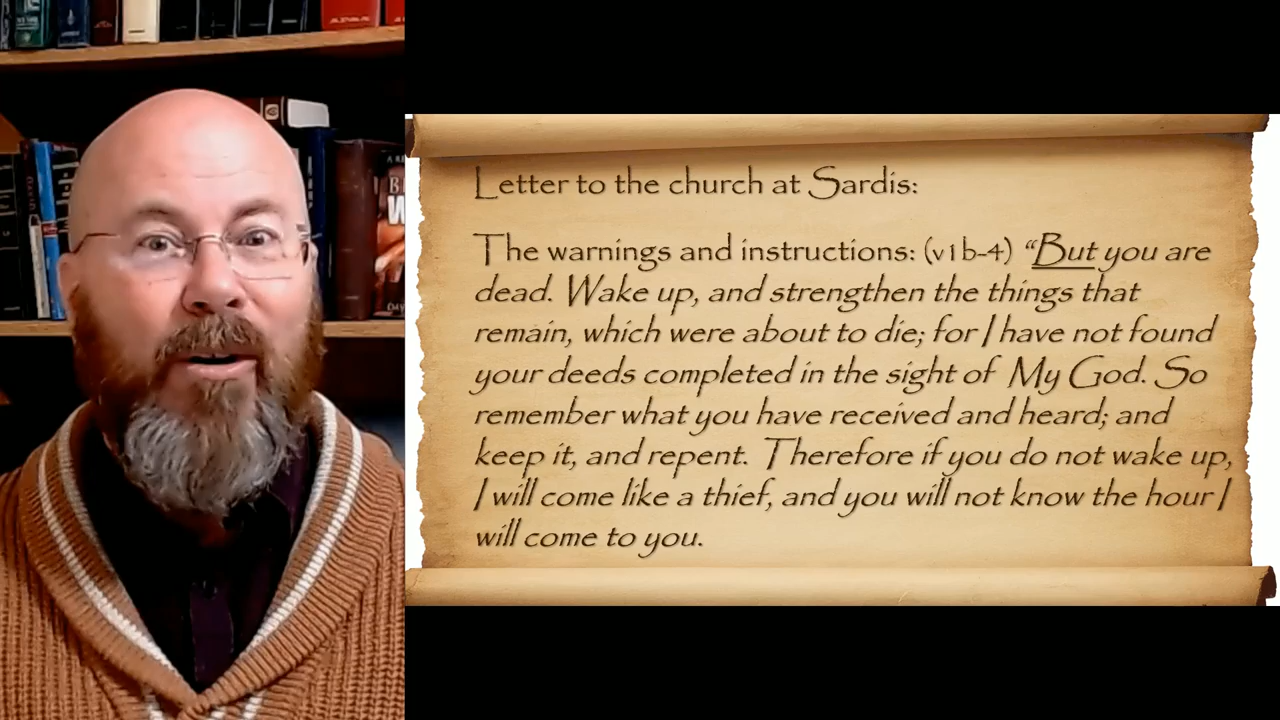 Letter to the church at Sardis:
The warnings and instructions: (v1b-4) “But you are
dead. Wake up, and strengthen the things that
remain, which were about to die; for I have not found
your deeds completed in the sight of My God. So
remember what you have received and heard; and
keep it, and repent. Therefore if you do not wake up,
I will come like a thief, and you will not know the hour I
will come to you.